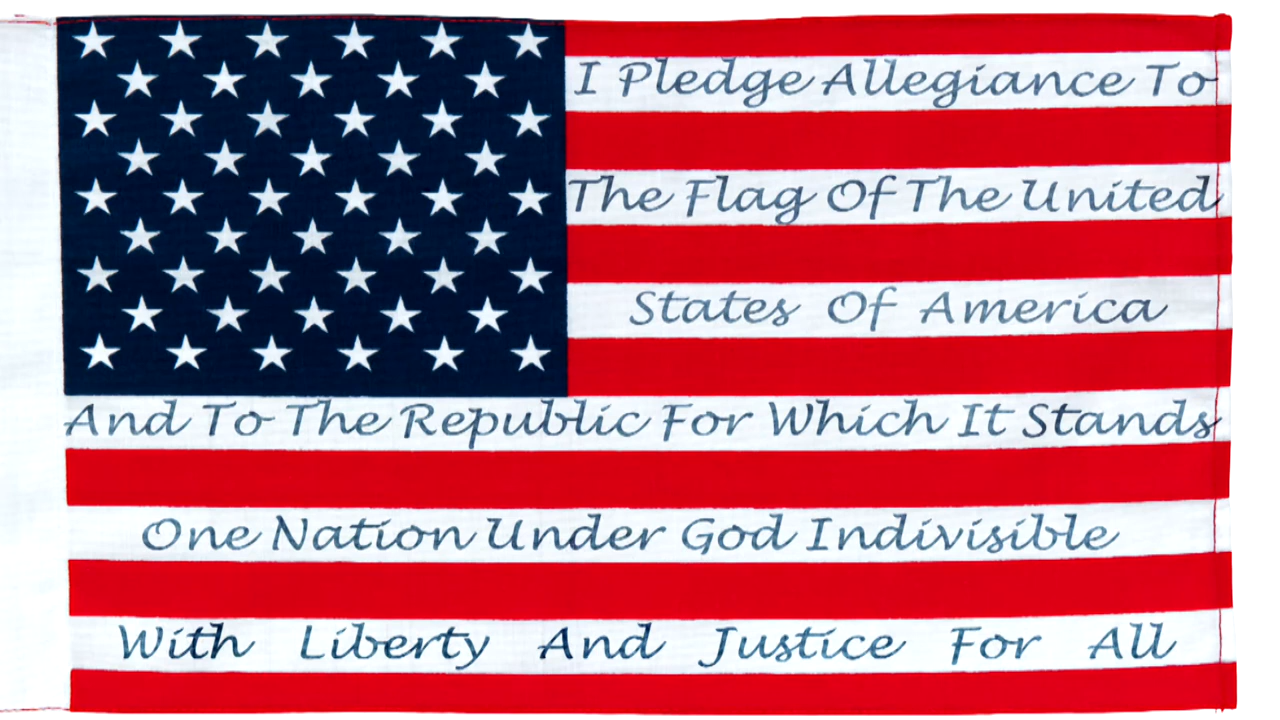 I Pledge Allegiance To
The Flag Of The United
States Of America
And To The Republic For Which It Stands
One Nation Under God Indivisible
With Liberty And Justice For All